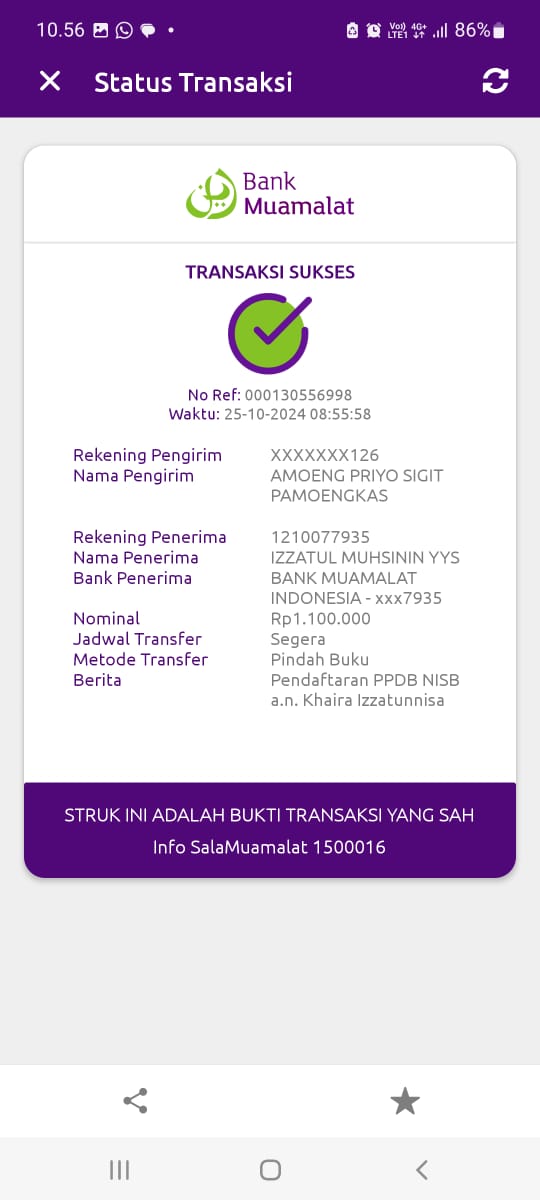 10.56
Vo)) LTE1 4G+ 86%
Status Transaksi
Bank
Muamalat
TRANSAKSI SUKSES
No Ref: 000130556998
Waktu: 25-10-2024 08:55:58
Rekening Pengirim XXXXXXX126
Nama Pengirim AMOENG PRIYO SIGIT
PAMOENGKAS
Rekening Penerima 1210077935
Nama Penerima IZZATUL MUHSININ YYS
Bank Penerima BANK MUAMALAT
INDONESIA - xxx7935
Nominal Rp1.100.000
Jadwal Transfer Segera
Metode Transfer Pindah Buku
Berita Pendaftaran PPDB NISB
a.n. Khaira Izzatunnisa
STRUK INI ADALAH BUKTI TRANSAKSI YANG SAH
Info SalaMuamalat 1500016